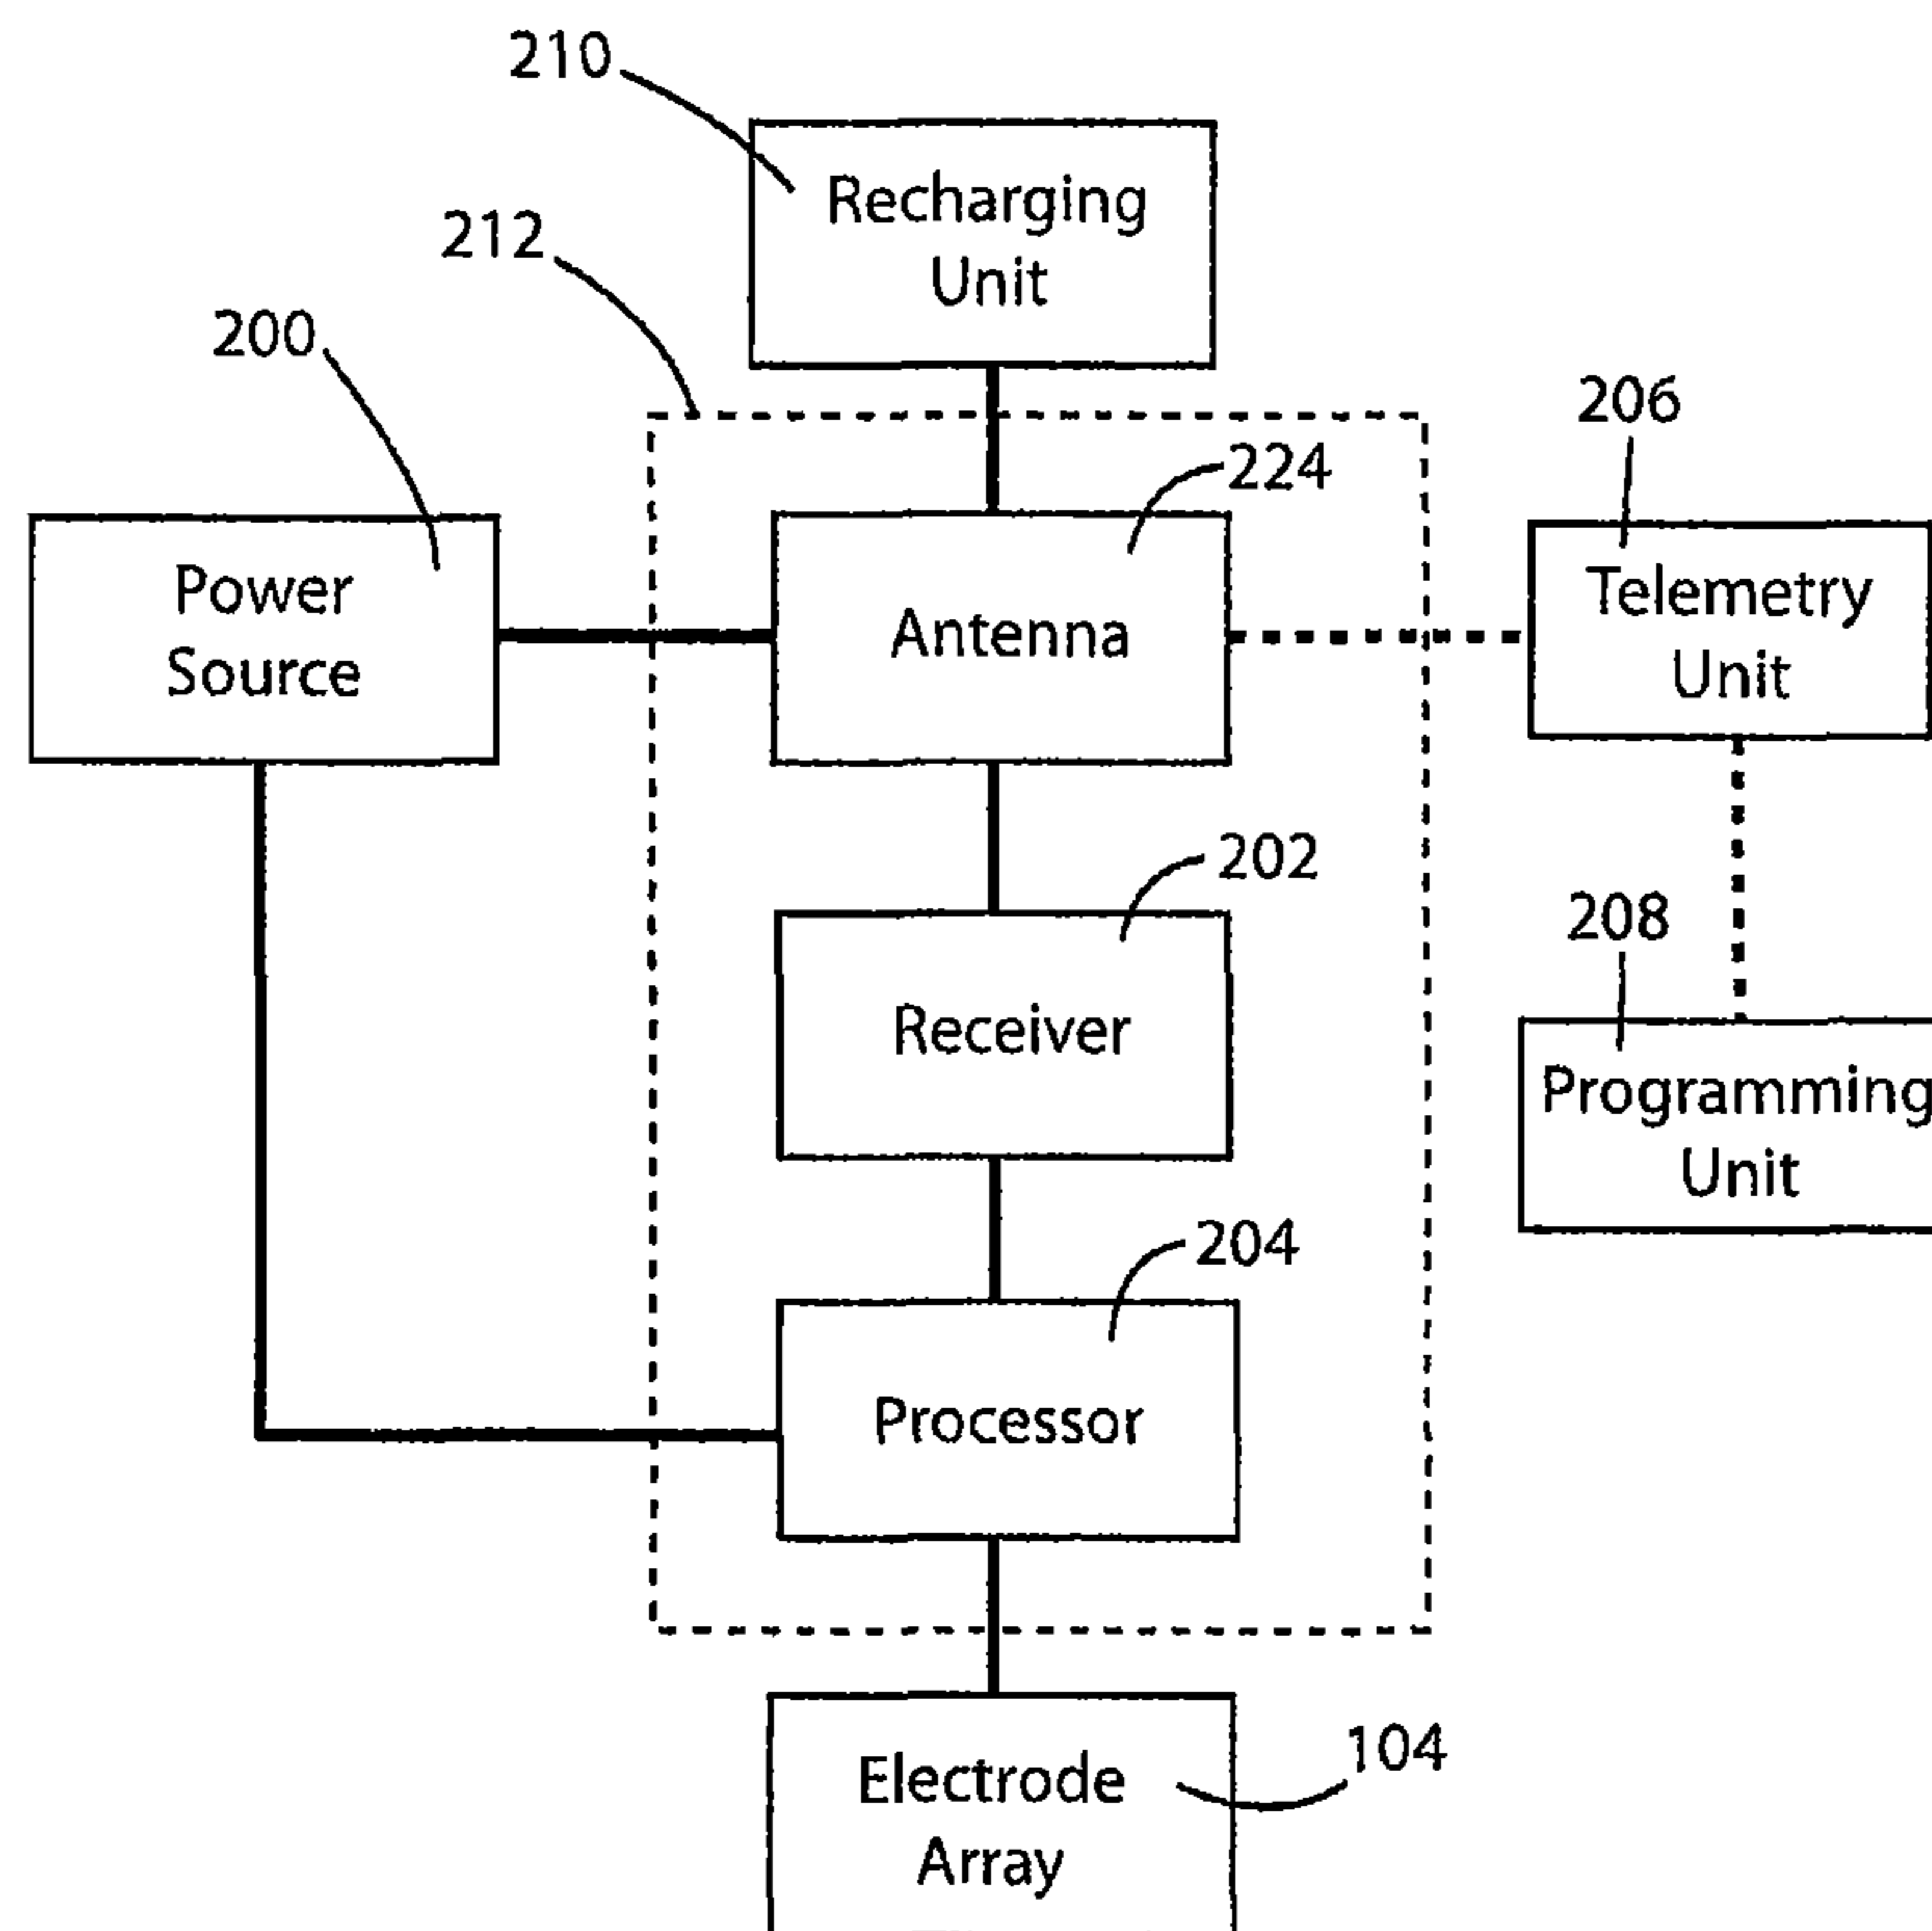 210
Recharging
Unit
212
200
206
224
Power
Source
Antenna
Telemetry
Unit
202
208
Receiver
Programming
Unit
204
Processor
104
Electrode
Array